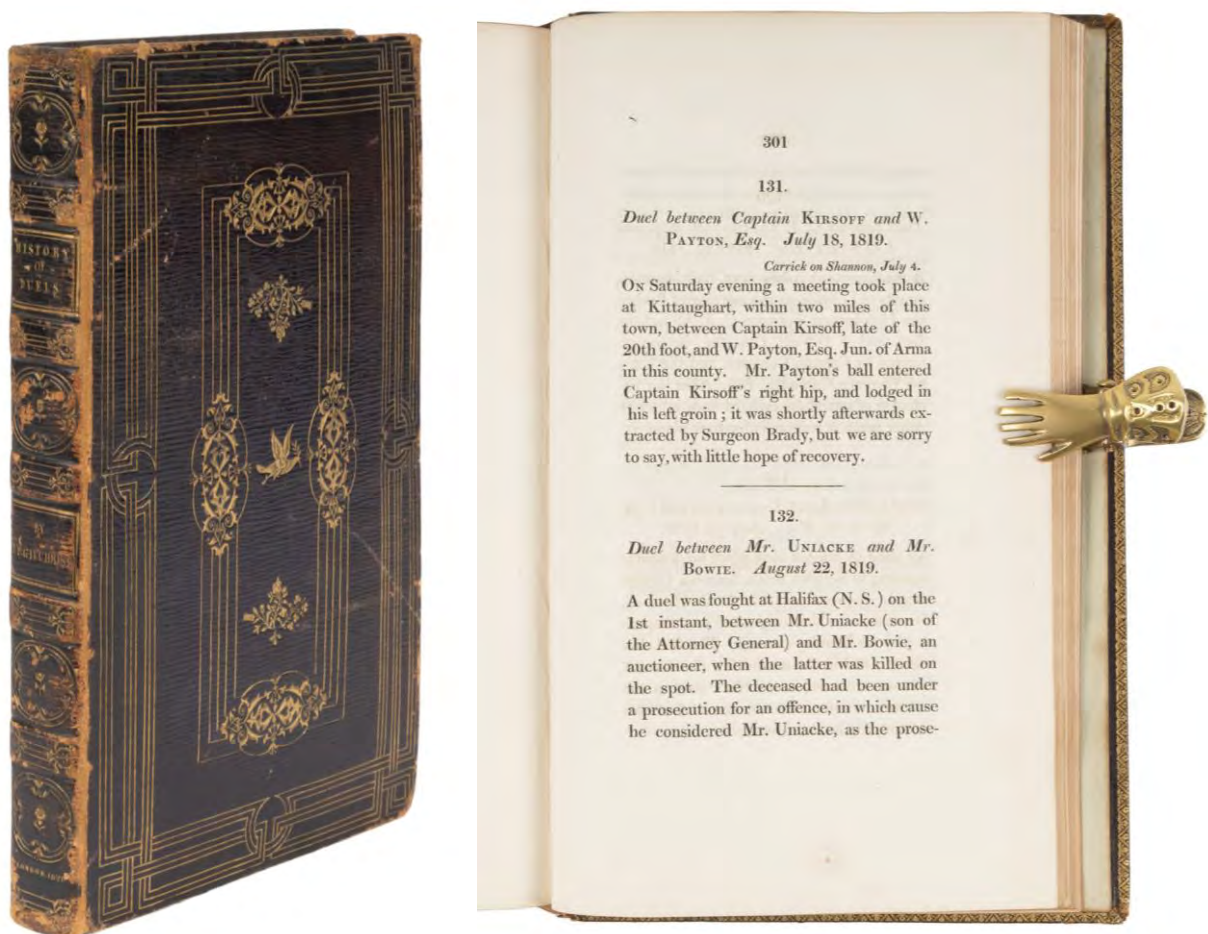 HISTORY
OF
DUELS
BY
LONDON
301
131.
Duel between Captain KIRSOFF and W.
PAYTON, Esq. July 18, 1819.
Carrick on Shannon, July 4.
ON Saturday evening a meeting took place
at Kittaughart, within two miles of this
town, between Captain Kirsoff, late of the
20th foot, and W. Payton, Esq. Jun. of Arma
in this county. Mr. Payton's ball entered
Captain Kirsoff's right hip, and lodged in
his left groin ; it was shortly afterwards ex-
tracted by Surgeon Brady, but we are sorry
to say, with little hope of recovery.
132.
Duel between Mr. UNIACKE and Mr.
BOWIE. August 22, 1819.
A duel was fought at Halifax (N. S.) on the
1st instant, between Mr. Uniacke (son of
the Attorney General) and Mr. Bowie, an
auctioneer, when the latter was killed on
the spot. The deceased had been under
a prosecution for an offence, in which cause
he considered Mr. Uniacke, as the prose-